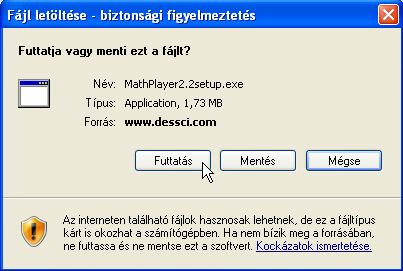 Fájl letöltése - biztonsági figyelmeztetés
Futtatja vagy menti ezt a fájlt?
Név: MathPlayer2.2setup.exe
Típus: Application, 1,73 MB
Forrás: www.dessci.com
Futtatás Mentés Mégse
Az interneten található fájlok hasznosak lehetnek, de ez a fájltípus
kárt is okozhat a számítógépben. Ha nem bízik meg a forrásában,
ne futtassa és ne mentse ezt a szoftvert. Kockázatok ismertetése.